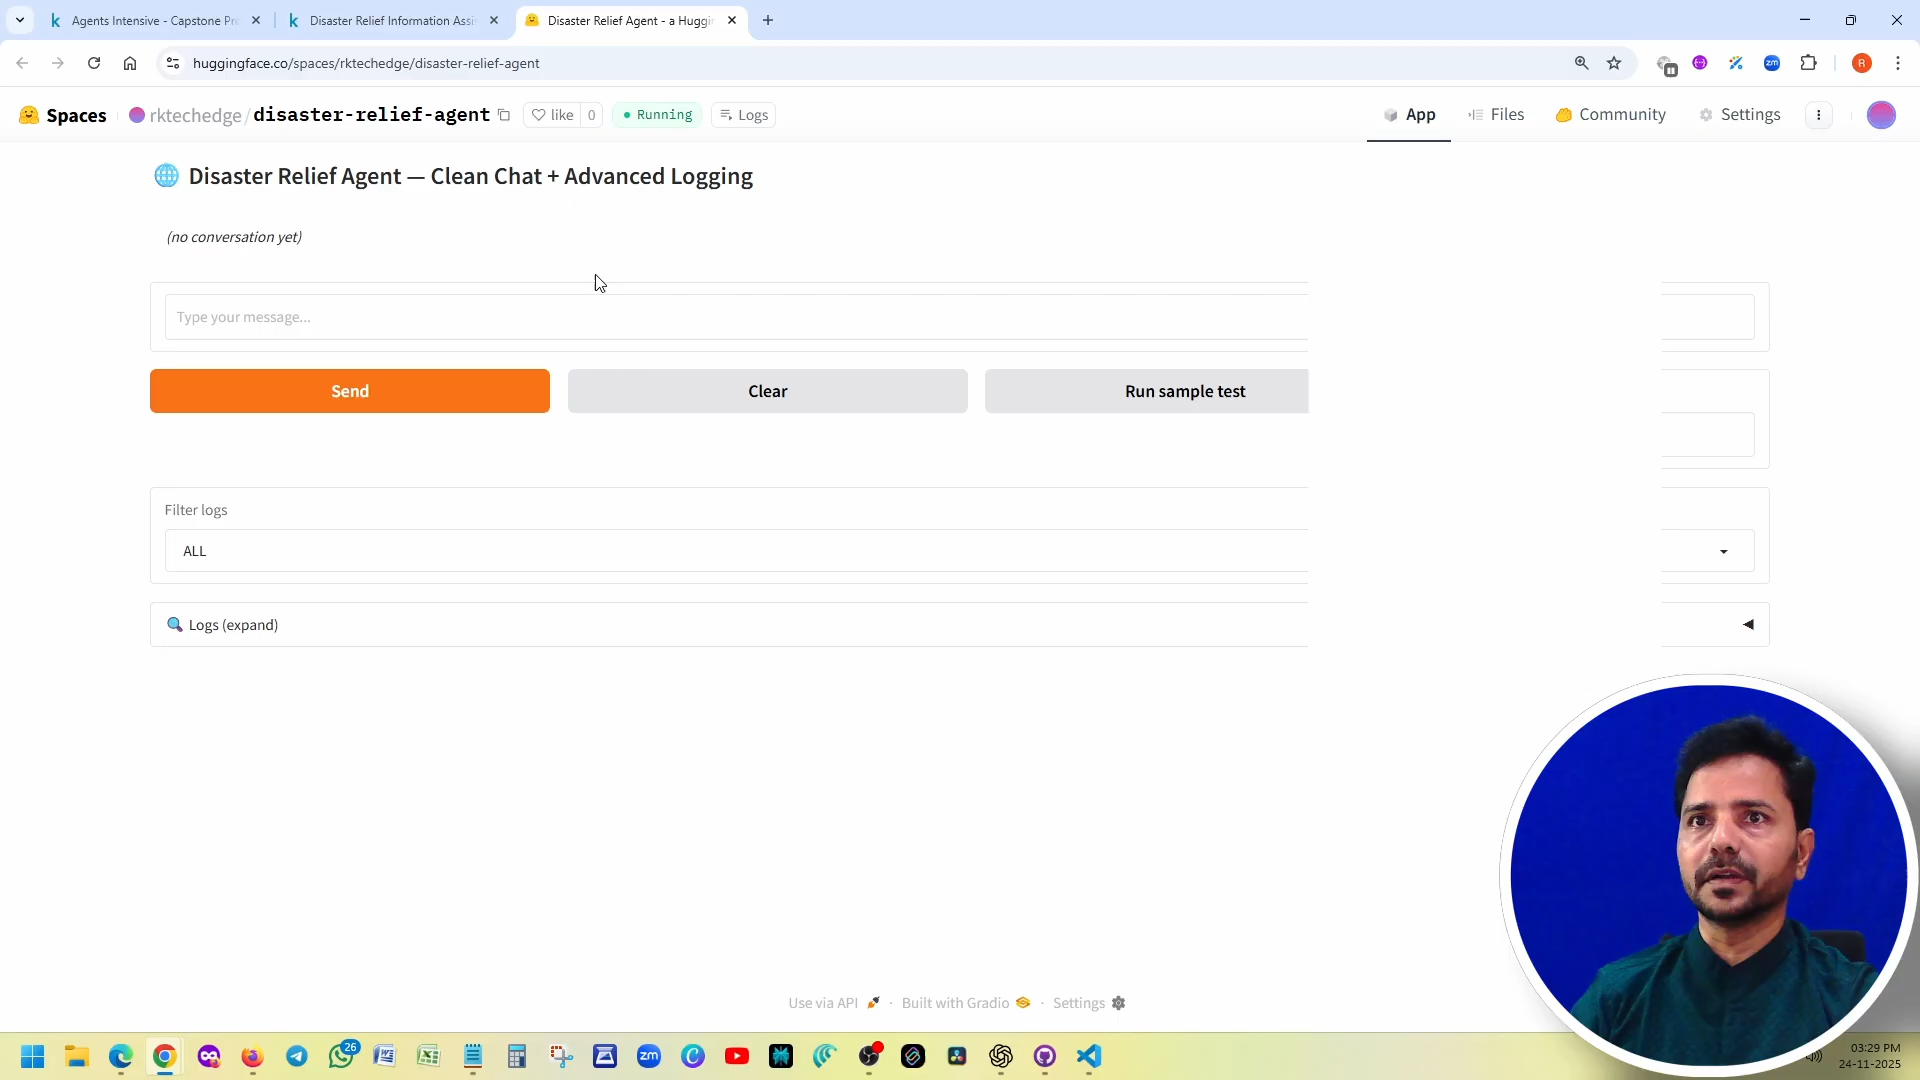 Agents Intensive - Capstone Pr
Disaster Relief Information Assi
Disaster Relief Agent - a Huggin
huggingface.co/spaces/rktechedge/disaster-relief-agent
R
Spaces
rktechedge/disaster-relief-agent
like 0
Running
Logs
App
Files
Community
Settings
🌐 Disaster Relief Agent — Clean Chat + Advanced Logging
(no conversation yet)
Type your message...
Send
Clear
Run sample test
Filter logs
ALL
🔍 Logs (expand)
Use via API 🚀 · Built with Gradio · Settings
26
03:29 PM
24-11-2025